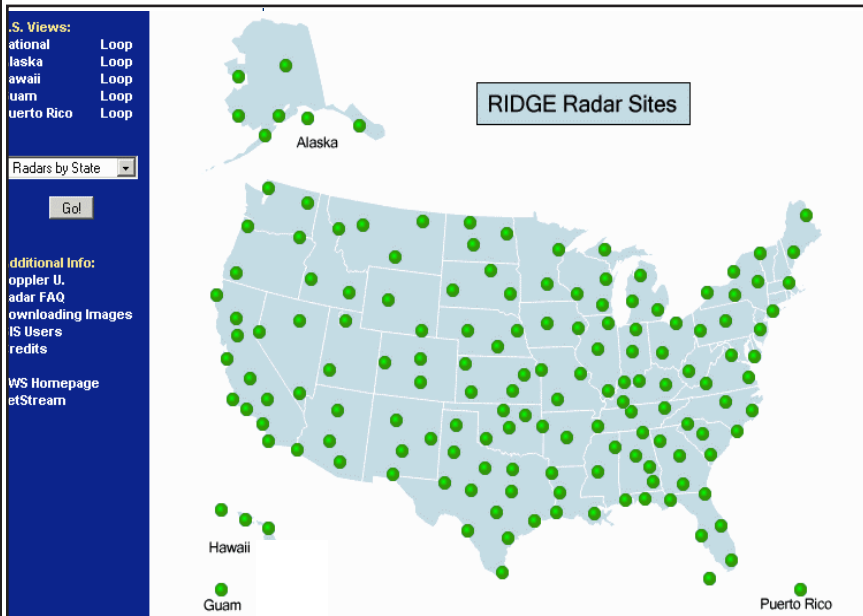 .S. Views:
ational Loop
laska Loop
awaii Loop
uam Loop
uerto Rico Loop
Radars by State
Go!
dditional Info:
oppler U.
adar FAQ
ownloading Images
IS Users
redits
WS Homepage
etStream
RIDGE Radar Sites
Alaska
Hawaii
Guam
Puerto Rico